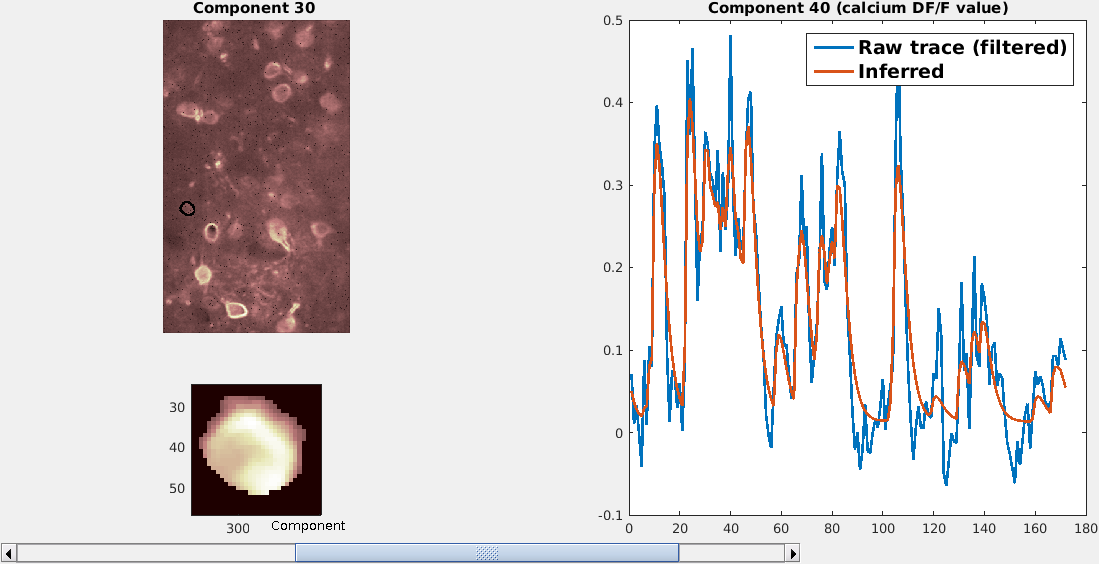 Component 30
30
40
50
300
Component
Component 40 (calcium DF/F value)
Raw trace (filtered)
Inferred
0.5
0.4
0.3
0.2
0.1
0
-0.1
0 20 40 60 80 100 120 140 160 180